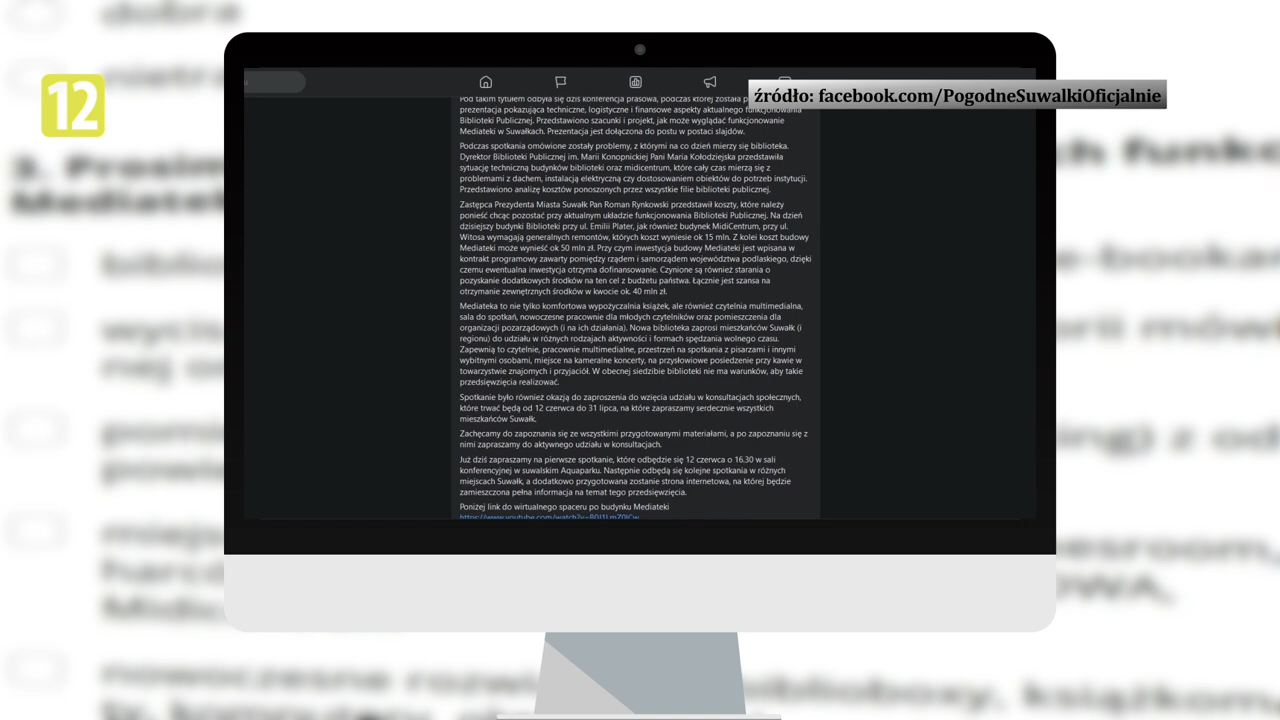 12
źródło: facebook.com/PogodneSuwalkiOficjalnie
Pod takim tytułem odbyła się dziś konferencja prasowa, podczas której została
prezentacja pokazująca techniczne, logistyczne i finansowe aspekty aktualnego funkcjonowania
Biblioteki Publicznej. Przedstawiono szacunki i projekt, jak może wyglądać funkcjonowanie
Mediateki w Suwałkach. Prezentacja jest dołączona do postu w postaci slajdów.
Podczas spotkania omówione zostały problemy, z którymi na co dzień mierzy się biblioteka.
Dyrektor Biblioteki Publicznej im. Marii Konopnickiej Pani Maria Kołodziejska przedstawiła
sytuację techniczną budynków biblioteki oraz midicentrum, które cały czas mierzą się z
problemami z dachem, instalacją elektryczną czy dostosowaniem obiektów do potrzeb instytucji.
Przedstawiono analizę kosztów ponoszonych przez wszystkie filie biblioteki publicznej.
Zastępca Prezydenta Miasta Suwałk Pan Roman Rynkowski przedstawił koszty, które należy
ponieść chcąc pozostać przy aktualnym układzie funkcjonowania Biblioteki Publicznej. Na dzień
dzisiejszy budynki Biblioteki przy ul. Emilii Plater, jak również budynek MidiCentrum, przy ul.
Witosa wymagają generalnych remontów, których koszt wyniesie ok 15 mln. Z kolei koszt budowy
Mediateki może wynieść ok 50 mln zł. Przy czym inwestycja budowy Mediateki jest wpisana w
kontrakt programowy zawarty pomiędzy rządem i samorządem województwa podlaskiego, dzięki
czemu ewentualna inwestycja otrzyma dofinansowanie. Czynione są również starania o
pozyskanie dodatkowych środków na ten cel z budżetu państwa. Łącznie jest szansa na
otrzymanie zewnętrznych środków w kwocie ok. 40 mln zł.
Mediateka to nie tylko komfortowa wypożyczalnia książek, ale również czytelnia multimedialna,
sala do spotkań, nowoczesne pracownie dla młodych czytelników oraz pomieszczenia dla
organizacji pozarządowych (i na ich działania). Nowa biblioteka zaprosi mieszkańców Suwałk (i
regionu) do udziału w różnych rodzajach aktywności i formach spędzania wolnego czasu.
Zapewnią to czytelnie, pracownie multimedialne, przestrzeń na spotkania z pisarzami i innymi
wybitnymi osobami, miejsce na kameralne koncerty, na przysłowiowe posiedzenie przy kawie w
towarzystwie znajomych i przyjaciół. W obecnej siedzibie biblioteki nie ma warunków, aby takie
przedsięwzięcia realizować.
Spotkanie było również okazją do zaproszenia do wzięcia udziału w konsultacjach społecznych,
które trwać będą od 12 czerwca do 31 lipca, na które zapraszamy serdecznie wszystkich
mieszkańców Suwałk.
Zachęcamy do zapoznania się ze wszystkimi przygotowanymi materiałami, a po zapoznaniu się z
nimi zapraszamy do aktywnego udziału w konsultacjach.
Już dziś zapraszamy na pierwsze spotkanie, które odbędzie się 12 czerwca o 16.30 w sali
konferencyjnej w suwalskim Aquaparku. Następnie odbędą się kolejne spotkania w różnych
miejscach Suwałk, a dodatkowo przygotowana zostanie strona internetowa, na której będzie
zamieszczona pełna informacja na temat tego przedsięwzięcia.
Poniżej link do wirtualnego spaceru po budynku Mediateki
dobra
3. Prosim
Mediatek
funkc
e-bookar